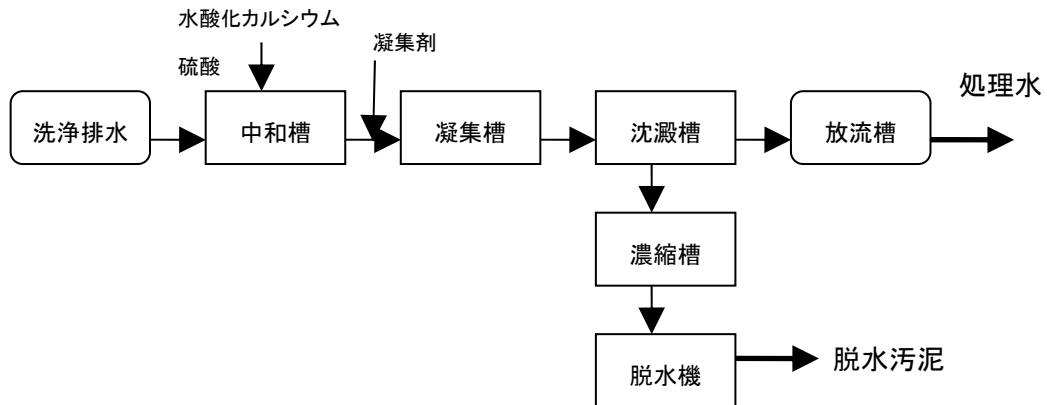 水酸化カルシウム
凝集剤
硫酸
処理水
洗浄排水
中和槽
凝集槽
沈澱槽
放流槽
濃縮槽
脱水機
脱水汚泥